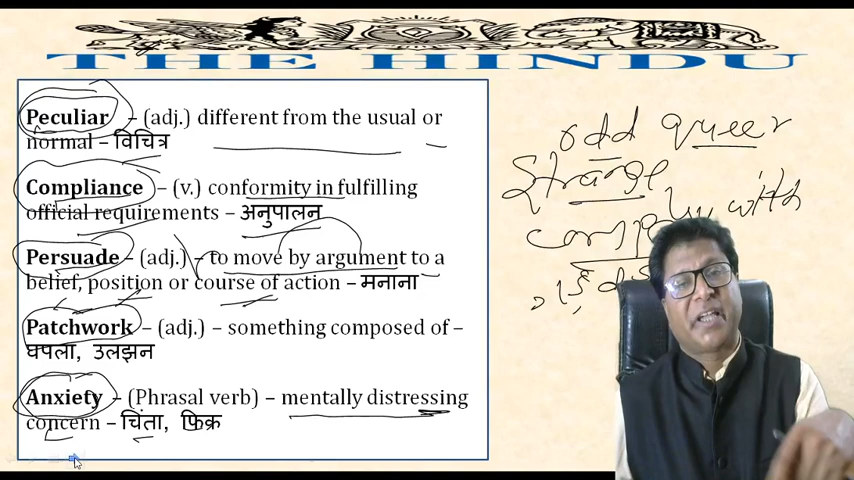 THE HINDU
Peculiar – (adj.) different from the usual or
normal – विचित्र
Compliance – (v.) conformity in fulfilling
official requirements – अनुपालन
Persuade – (adj.) – to move by argument to a
belief, position or course of action – मनाना
Patchwork – (adj.) – something composed of –
घपला, उलझन
Anxiety – (Phrasal verb) – mentally distressing
concern – चिंता, फ़िक्र
odd queer
strange
comply with